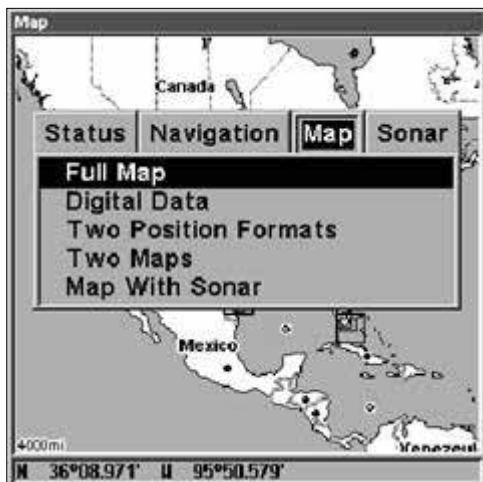 Map
Canada
Status Navigation Map Sonar
Full Map
Digital Data
Two Position Formats
Two Maps
Map With Sonar
Mexico
4000mi
N 36°08.971' W 95°50.579'